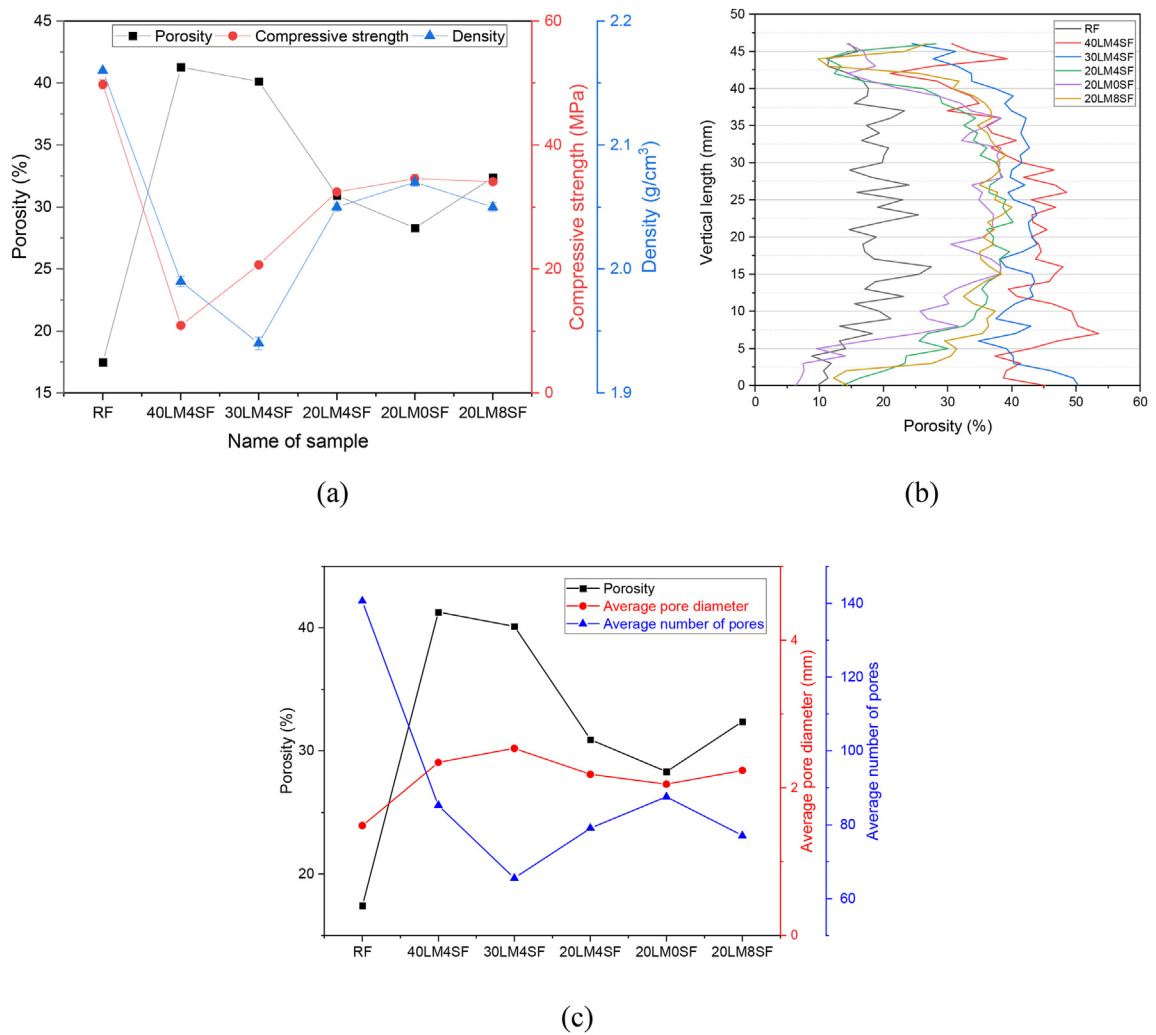 Porosity Compressive strength Density
45
40
35
30
25
20
15
Porosity (%)
60
40
20
0
Compressive strength (MPa)
2.2
2.1
2.0
1.9
Density (g/cm³)
RF 40LM4SF 30LM4SF 20LM4SF 20LM0SF 20LM8SF
Name of sample
(a)
50
45
40
35
30
25
20
15
10
5
0
Vertical length (mm)
RF
40LM4SF
30LM4SF
20LM4SF
20LM0SF
20LM8SF
0 10 20 30 40 50 60
Porosity (%)
(b)
Porosity
Average pore diameter
Average number of pores
40
30
20
Porosity (%)
4
2
0
Average pore diameter (mm)
140
120
100
80
60
Average number of pores
RF 40LM4SF 30LM4SF 20LM4SF 20LM0SF 20LM8SF
(c)